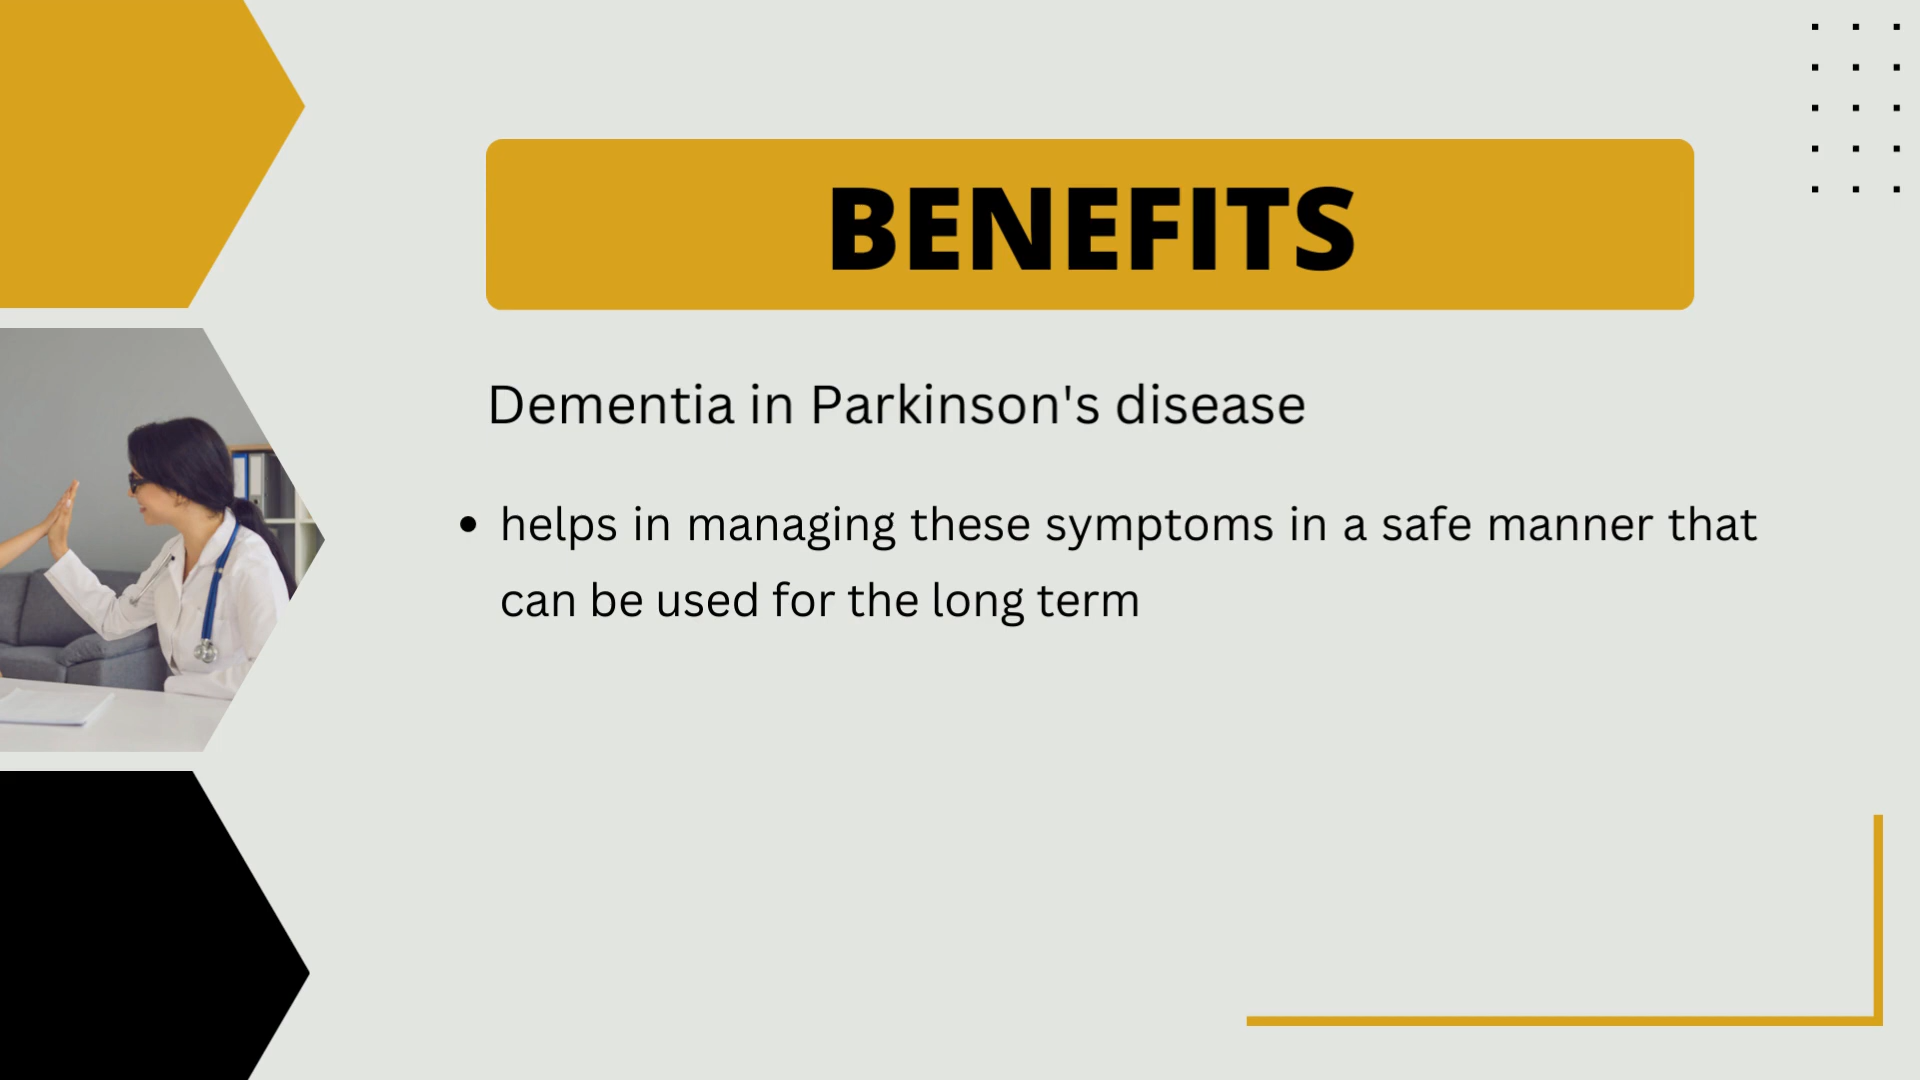 BENEFITS
Dementia in Parkinson's disease
• helps in managing these symptoms in a safe manner that
can be used for the long term